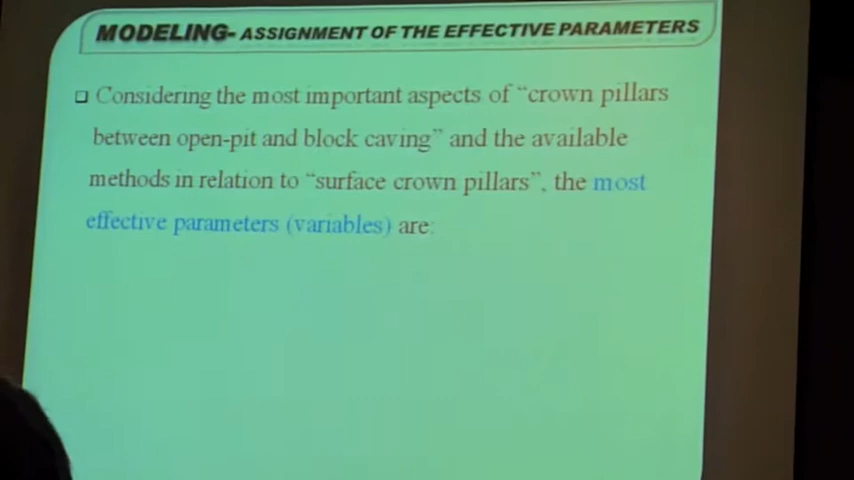 MODELING- ASSIGNMENT OF THE EFFECTIVE PARAMETERS
❑ Considering the most important aspects of “crown pillars
between open-pit and block caving” and the available
methods in relation to “surface crown pillars”, the most
effective parameters (variables) are: